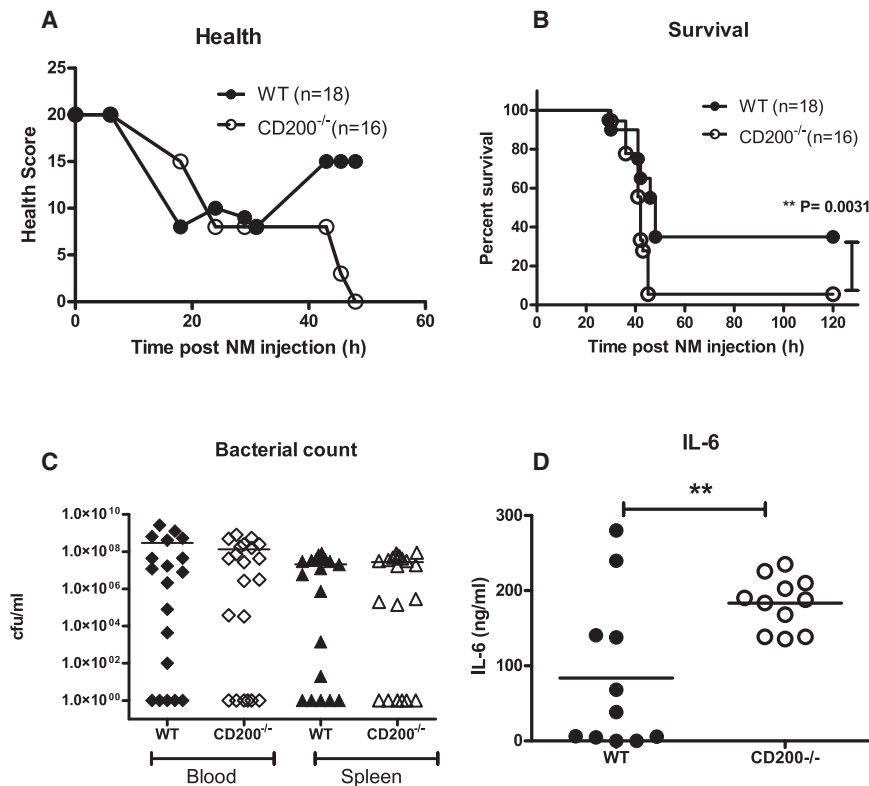 A
Health
Health Score
25
20
15
10
5
0
0 20 40 60
Time post NM injection (h)
WT (n=18)
CD200-/-(n=16)
B
Survival
Percent survival
100
80
60
40
20
0
0 20 40 60 80 100 120
Time post NM injection (h)
WT (n=18)
CD200-/-(n=16)
** P= 0.0031
C
Bacterial count
cfu/ml
1.0×10^10
1.0×10^08
1.0×10^06
1.0×10^04
1.0×10^02
1.0×10^00
WT CD200-/- WT CD200-/-
Blood Spleen
D
IL-6
**
IL-6 (ng/ml)
300
200
100
0
WT CD200-/-